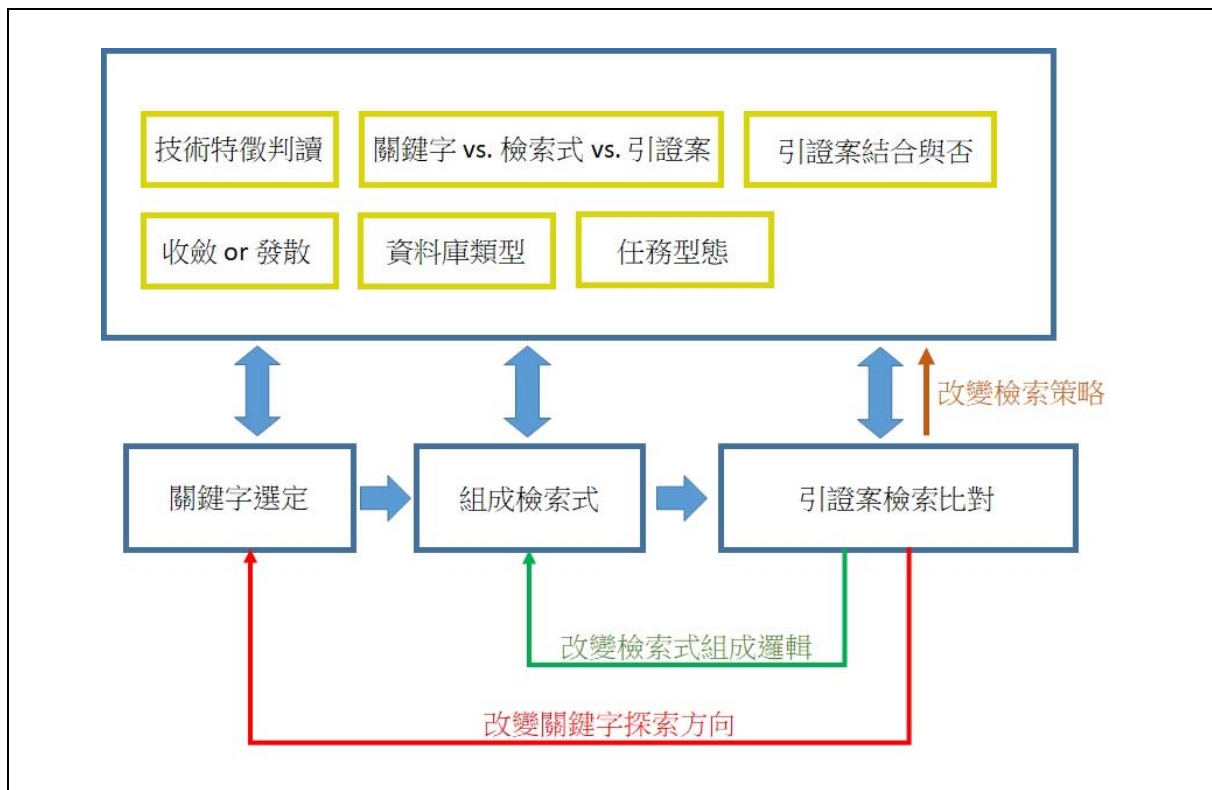 技術特徵判讀
關鍵字 vs. 檢索式 vs. 引證案
引證案結合與否
收斂 or 發散
資料庫類型
任務型態
改變檢索策略
關鍵字選定
組成檢索式
引證案檢索比對
改變檢索式組成邏輯
改變關鍵字探索方向